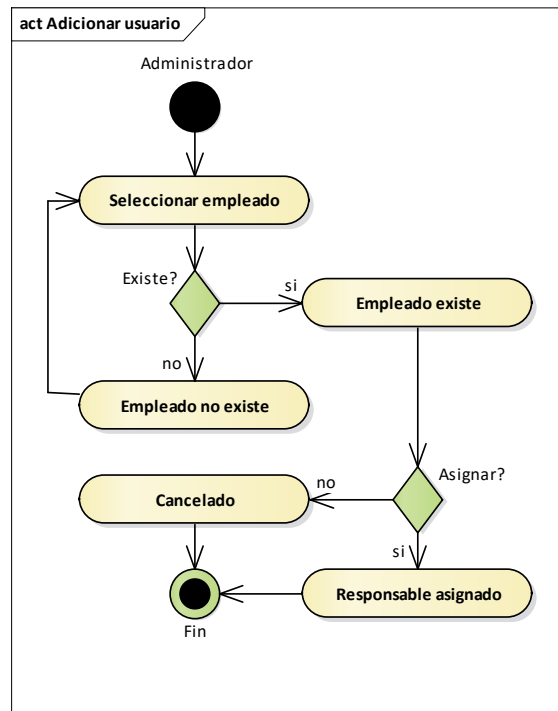 act Adicionar usuario
Administrador
Seleccionar empleado
Existe?
si
Empleado existe
no
Empleado no existe
Asignar?
no
Cancelado
si
Responsable asignado
Fin